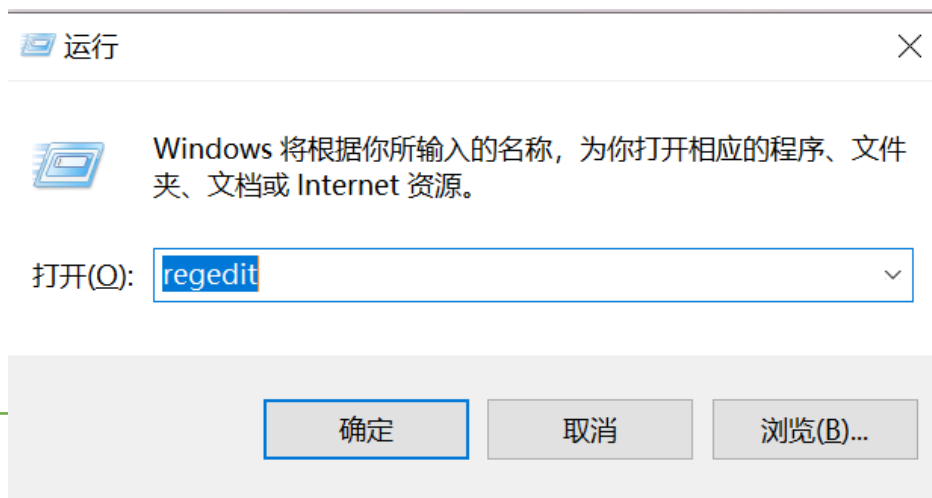 运行
Windows 将根据你所输入的名称，为你打开相应的程序、文件
夹、文档或 Internet 资源。
打开(O): regedit
确定 取消 浏览(B)...